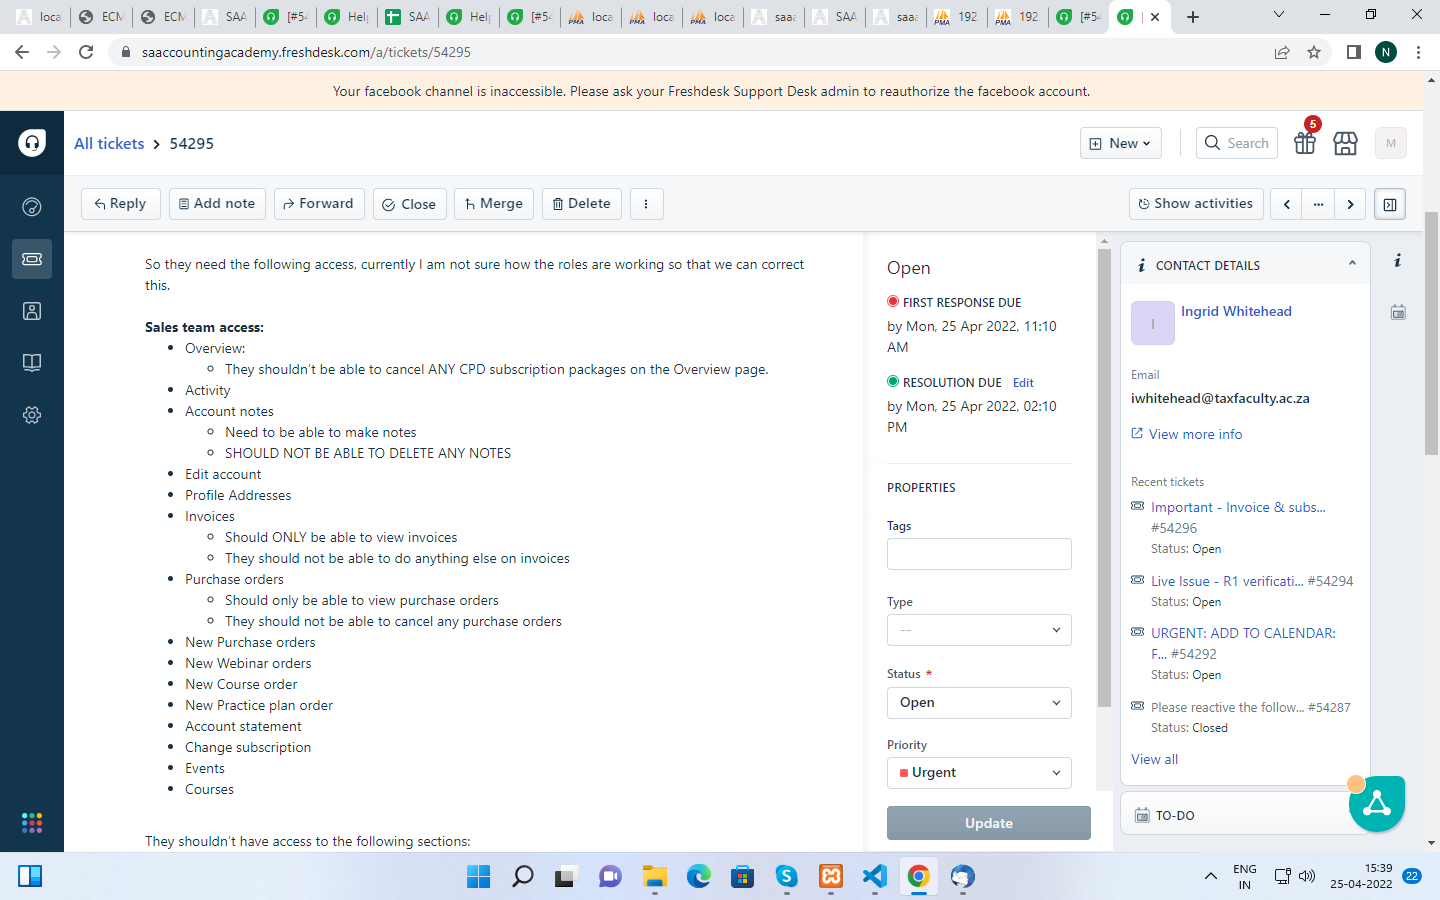 loca
ECM
ECM
SAA
[#54
Help
SAA
Help
[#54
loca
loca
loca
saaa
SAA
saaa
192.
192.
[#54
saaccountingacademy.freshdesk.com/a/tickets/54295
N
Your facebook channel is inaccessible. Please ask your Freshdesk Support Desk admin to reauthorize the facebook account.
All tickets > 54295
New
Search
5
M
Reply
Add note
Forward
Close
Merge
Delete
Show activities
So they need the following access, currently I am not sure how the roles are working so that we can correct
this.
Sales team access:
Overview:
They shouldn't be able to cancel ANY CPD subscription packages on the Overview page.
Activity
Account notes
Need to be able to make notes
SHOULD NOT BE ABLE TO DELETE ANY NOTES
Edit account
Profile Addresses
Invoices
Should ONLY be able to view invoices
They should not be able to do anything else on invoices
Purchase orders
Should only be able to view purchase orders
They should not be able to cancel any purchase orders
New Purchase orders
New Webinar orders
New Course order
New Practice plan order
Account statement
Change subscription
Events
Courses
They shouldn't have access to the following sections:
Open
FIRST RESPONSE DUE
by Mon, 25 Apr 2022, 11:10
AM
RESOLUTION DUE Edit
by Mon, 25 Apr 2022, 02:10
PM
PROPERTIES
Tags
Type
--
Status *
Open
Priority
Urgent
Update
CONTACT DETAILS
I
Ingrid Whitehead
Email
iwhitehead@taxfaculty.ac.za
View more info
Recent tickets
Important - Invoice & subs...
#54296
Status: Open
Live Issue - R1 verificati... #54294
Status: Open
URGENT: ADD TO CALENDAR:
F... #54292
Status: Open
Please reactive the follow... #54287
Status: Closed
View all
TO-DO
ENG
IN
15:39
25-04-2022
22